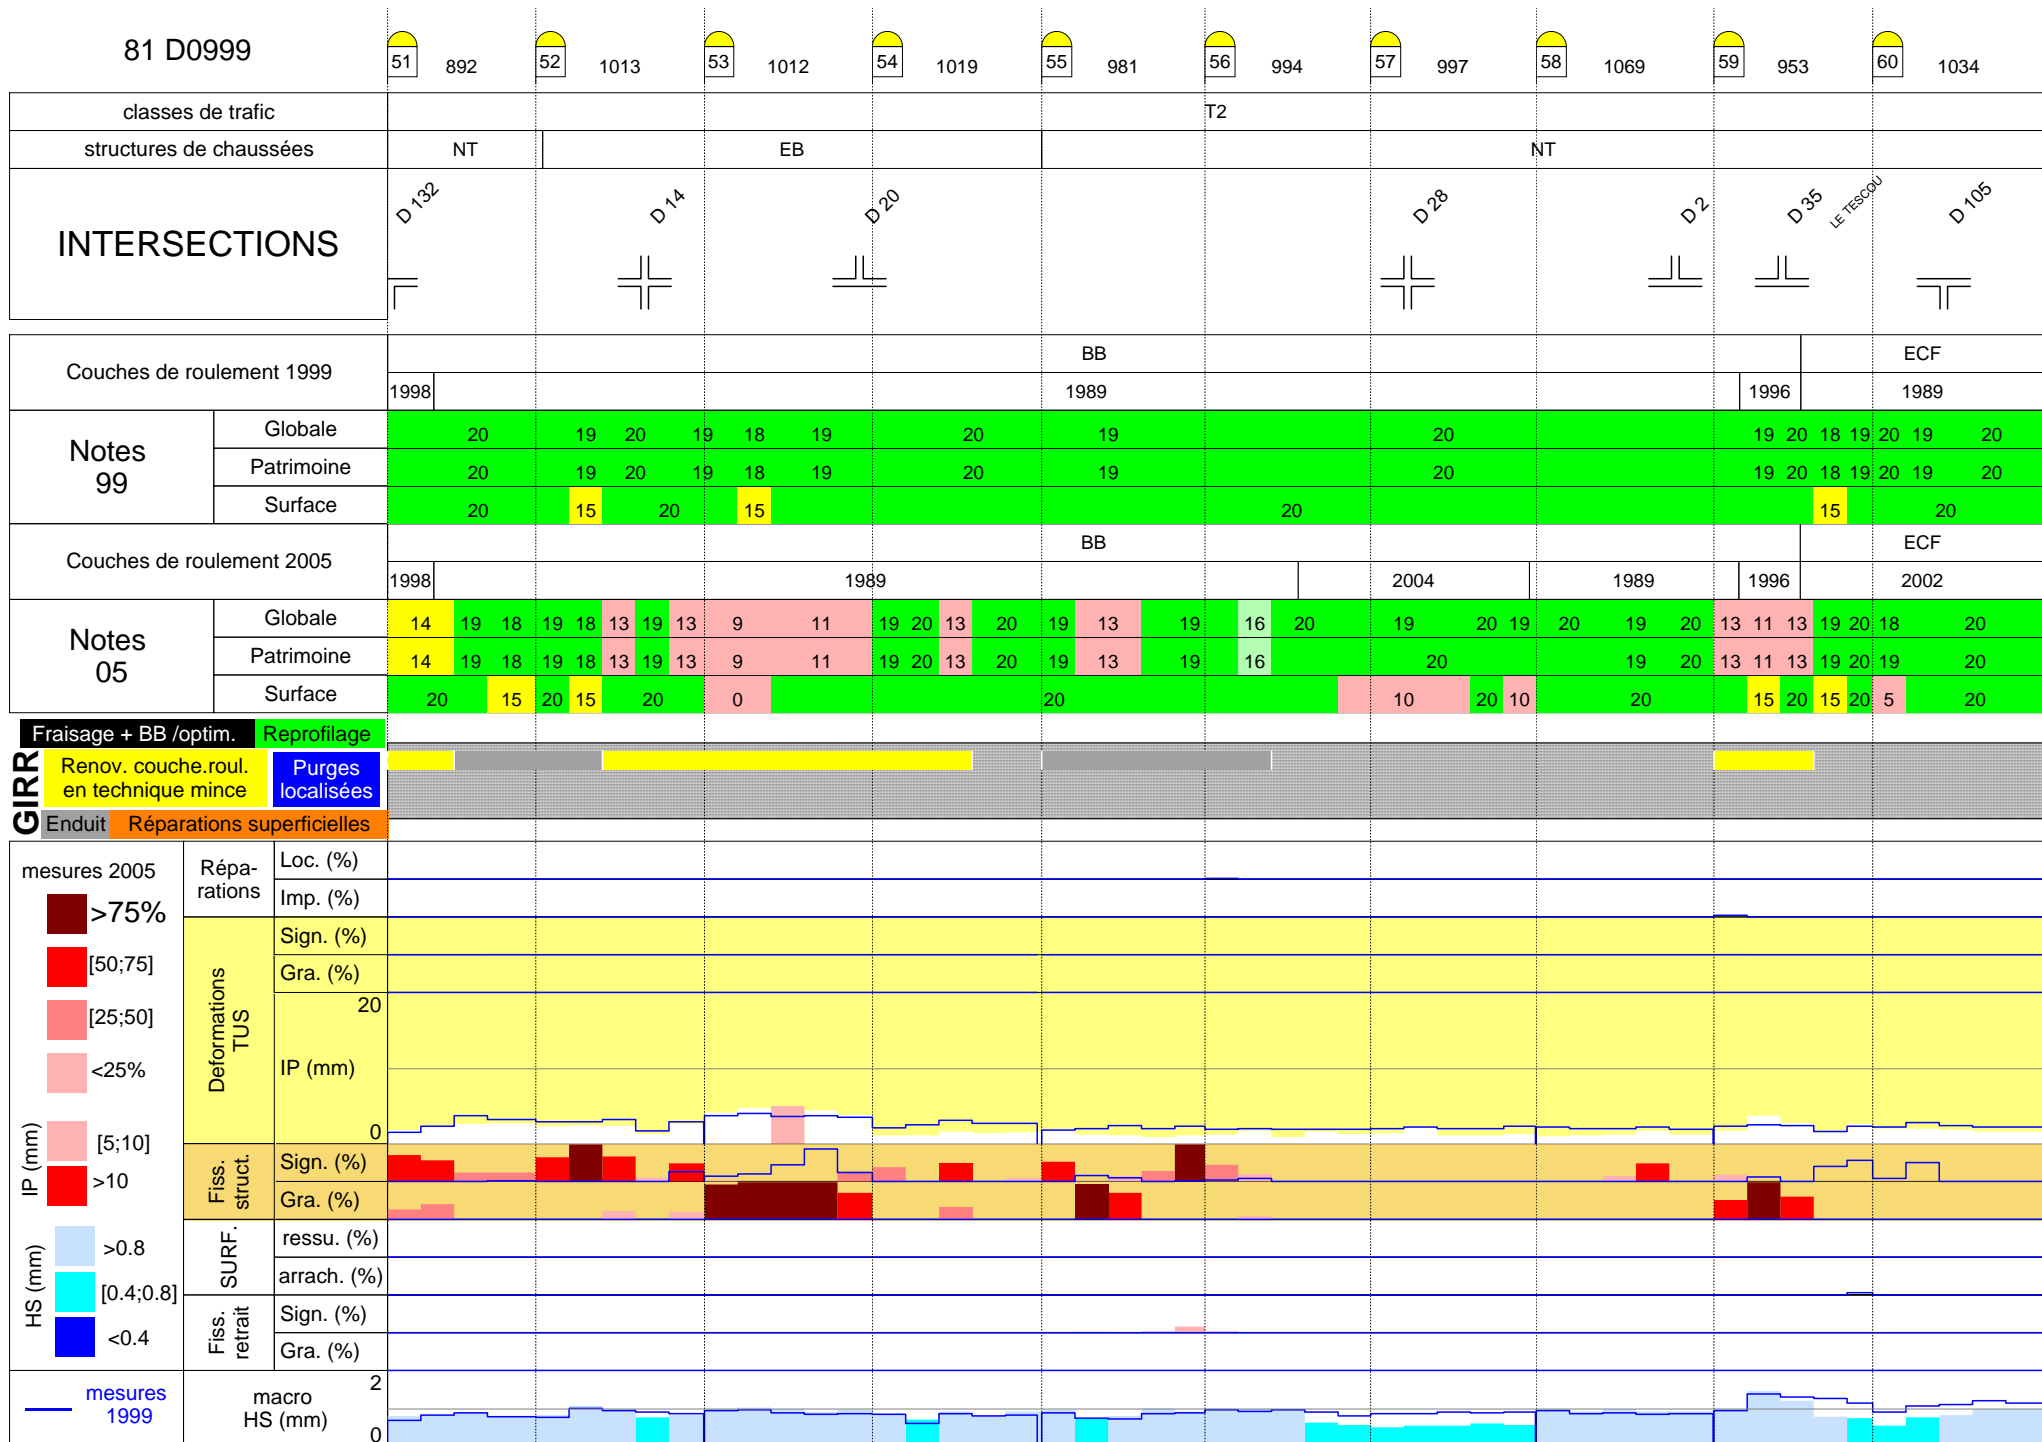 81 D0999
51 892 52 1013 53 1012 54 1019 55 981 56 994 57 997 58 1069 59 953 60 1034
classes de trafic T2
structures de chaussées NT EB NT
INTERSECTIONS
D 132 D 14 D 20 D 28 D 2 D 35 LE TESCOU D 105
Couches de roulement 1999
BB ECF
1998 1989 1996 1989
Notes
99
Globale 20 19 20 19 18 19 20 19 20 19 20 18 19 20 19 20
Patrimoine 20 19 20 19 18 19 20 19 20 19 20 18 19 20 19 20
Surface 20 15 20 15 20 15 20
Couches de roulement 2005
BB ECF
1998 1989 2004 1989 1996 2002
Notes
05
Globale 14 19 18 19 18 13 19 13 9 11 19 20 13 20 19 13 19 16 20 19 20 19 20 19 20 13 11 13 19 20 18 20
Patrimoine 14 19 18 19 18 13 19 13 9 11 19 20 13 20 19 13 19 16 20 19 20 13 11 13 19 20 19 20
Surface 20 15 20 15 20 0 20 10 20 10 20 15 20 15 20 5 20
GIRR
Fraisage + BB /optim. Reprofilage
Renov. couche.roul.
en technique mince
Purges
localisées
Enduit Réparations superficielles
mesures 2005
>75%
[50;75]
[25;50]
<25%
IP (mm)
[5;10]
>10
HS (mm)
>0.8
[0.4;0.8]
<0.4
mesures
1999
Répa-
rations
Loc. (%)
Imp. (%)
Deformations
TUS
Sign. (%)
Gra. (%)
20
IP (mm)
0
Fiss.
struct.
Sign. (%)
Gra. (%)
SURF.
ressu. (%)
arrach. (%)
Fiss.
retrait
Sign. (%)
Gra. (%)
macro
HS (mm)
2
0